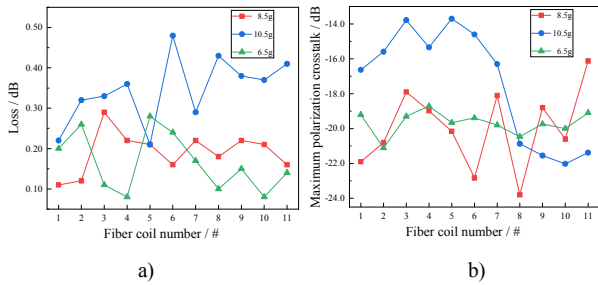 8.5g
10.5g
6.5g
0.50
0.40
0.30
0.20
0.10
Loss / dB
1 2 3 4 5 6 7 8 9 10 11
Fiber coil number / #
a)
8.5g
10.5g
6.5g
-14.0
-16.0
-18.0
-20.0
-22.0
-24.0
Maximum polarization crosstalk / dB
1 2 3 4 5 6 7 8 9 10 11
Fiber coil number / #
b)